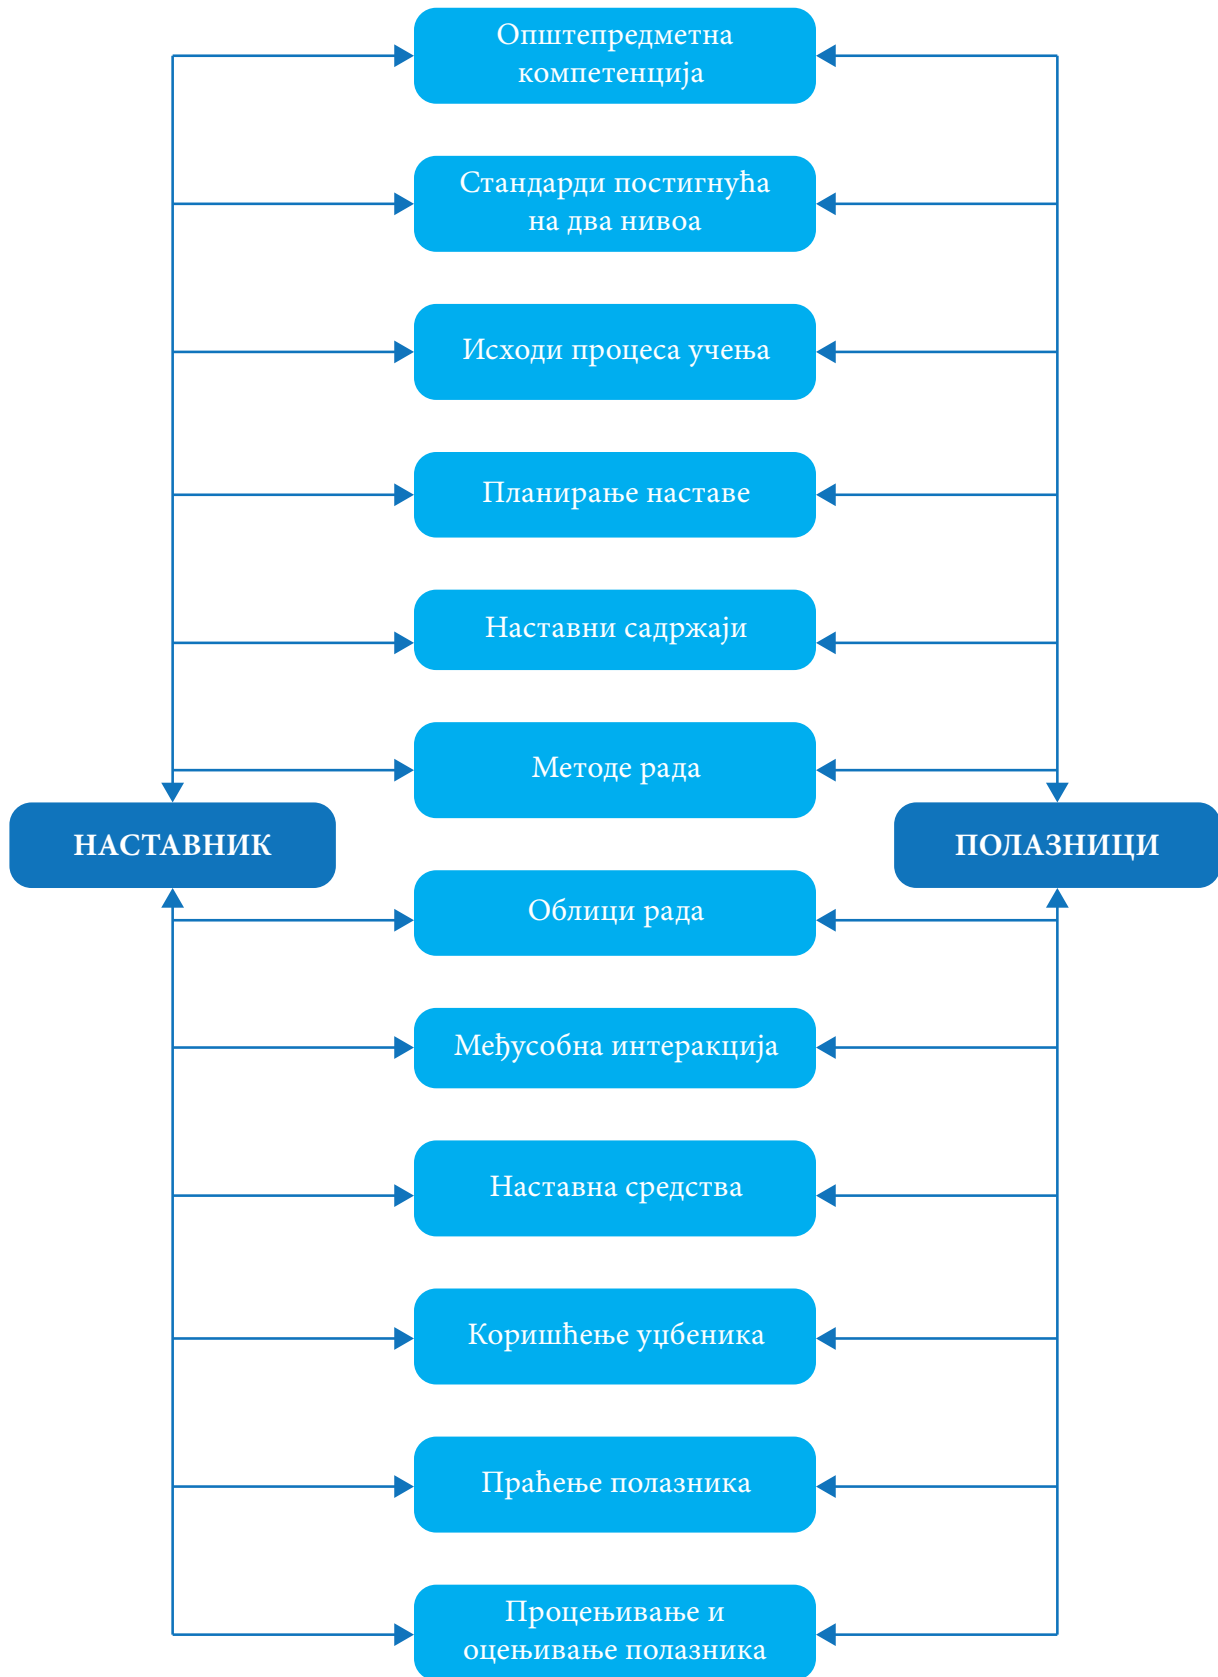 Општепредметна
компетенција
Стандарди постигнућа
на два нивоа
Исходи процеса учења
Планирање наставе
Наставни садржаји
Методе рада
НАСТАВНИК
ПОЛАЗНИЦИ
Облици рада
Међусобна интеракција
Наставна средства
Коришћење уџбеника
Праћење полазника
Процењивање и
оцењивање полазника